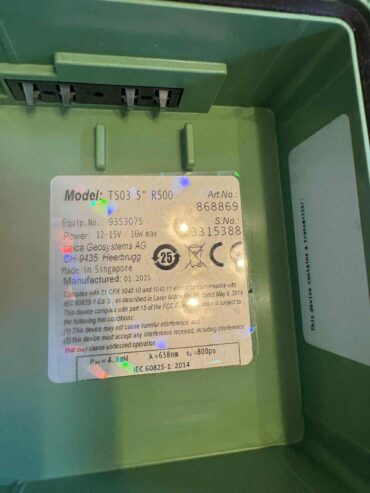 Model: TS03 5" R500
Art.No.:
868869
Equip.No.: 9353075
S.No.:
3315388
Power: 12-15V / 16W max
Leica Geosystems AG
CH-9435 Heerbrugg
25
CE
Made in Singapore
Manufactured: 01.2021
Complies with 21 CFR 1040.10 and 1040.11 except for conformance with
IEC 60825-1 Ed. 3., as described in Laser Notice No. 56, dated May 8, 2019
This device complies with part 15 of the FCC Rules. Operation is subject to
the following two conditions:
(1) This device may not cause harmful interference, and
(2) this device must accept any interference received, including interference
that may cause undesired operation.
λ=658nm
=800ps
IEC 60825-1: 2014
This device contains a transmitter: